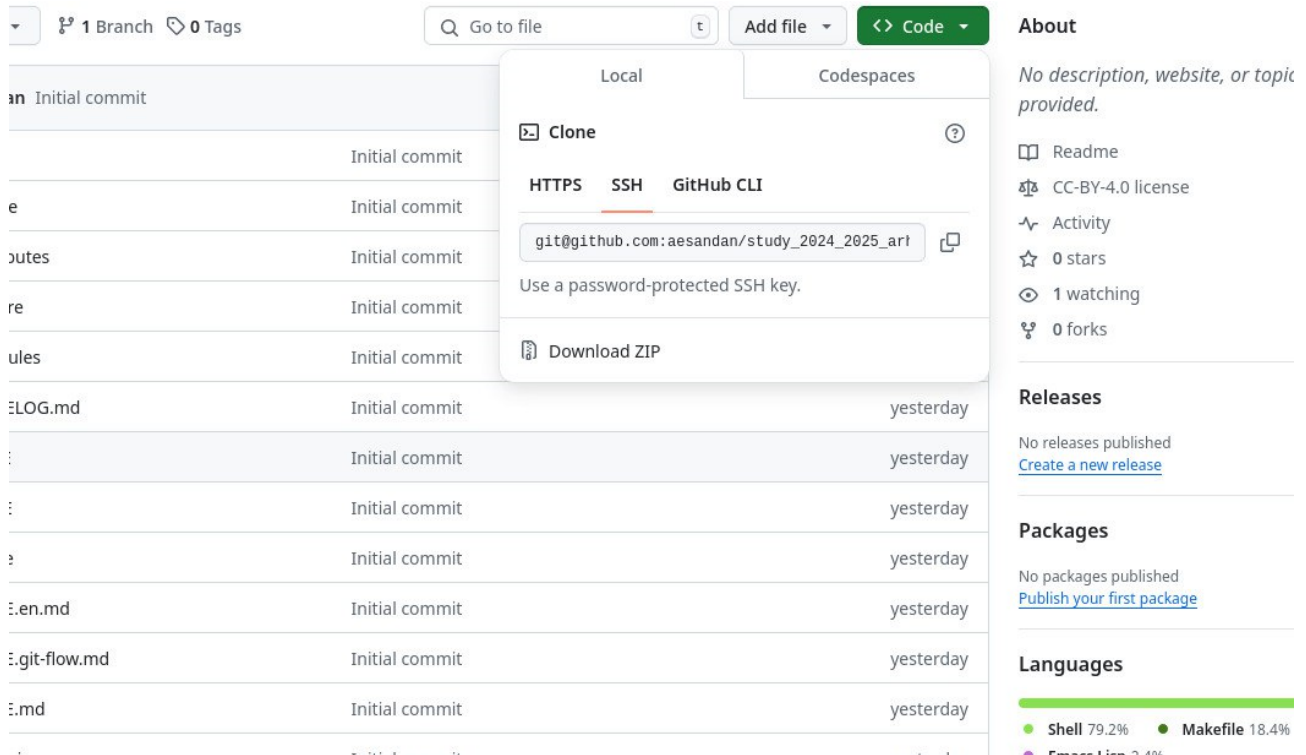 1 Branch 0 Tags
Go to file t Add file Code
Local Codespaces
Clone
HTTPS SSH GitHub CLI
git@github.com:aesandan/study_2024_2025_arh
Use a password-protected SSH key.
Download ZIP
an Initial commit
Initial commit
e Initial commit
outes Initial commit
re Initial commit
ules Initial commit
ELOG.md Initial commit yesterday
Initial commit yesterday
E Initial commit yesterday
e Initial commit yesterday
E.en.md Initial commit yesterday
E.git-flow.md Initial commit yesterday
E.md Initial commit yesterday
About
No description, website, or topic
provided.
Readme
CC-BY-4.0 license
Activity
0 stars
1 watching
0 forks
Releases
No releases published
Create a new release
Packages
No packages published
Publish your first package
Languages
Shell 79.2% Makefile 18.4%